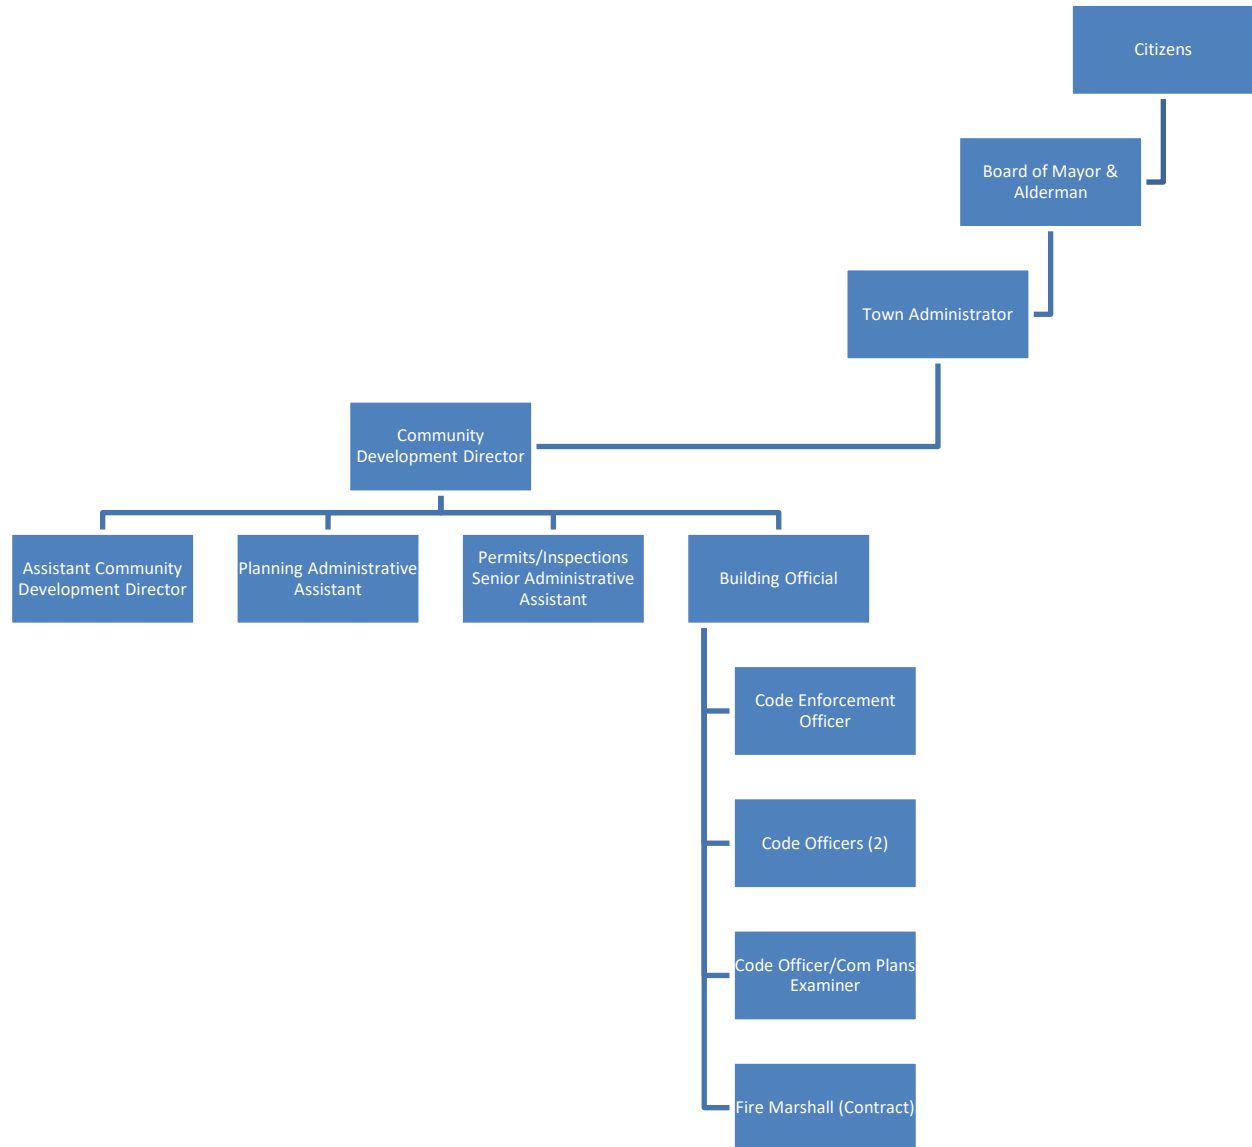 Citizens
Board of Mayor &
Alderman
Town Administrator
Community
Development Director
Assistant Community
Development Director
Planning Administrative
Assistant
Permits/Inspections
Senior Administrative
Assistant
Building Official
Code Enforcement
Officer
Code Officers (2)
Code Officer/Com Plans
Examiner
Fire Marshall (Contract)